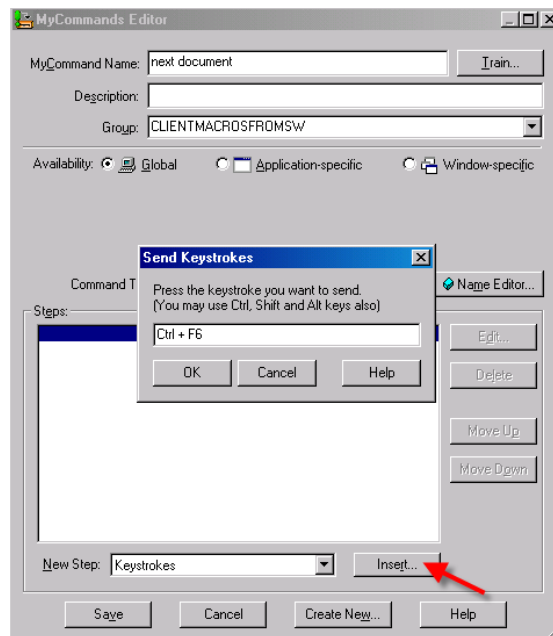 MyCommands Editor
MyCommand Name: next document Train...
Description:
Group: CLIENTMACROSFROMSW
Availability: Global Application-specific Window-specific
Send Keystrokes
Press the keystroke you want to send.
(You may use Ctrl, Shift and Alt keys also)
Command T
Name Editor...
Ctrl + F6
OK Cancel Help
Steps:
Edit...
Delete
Move Up
Move Down
New Step: Keystrokes Insert...
Save Cancel Create New... Help